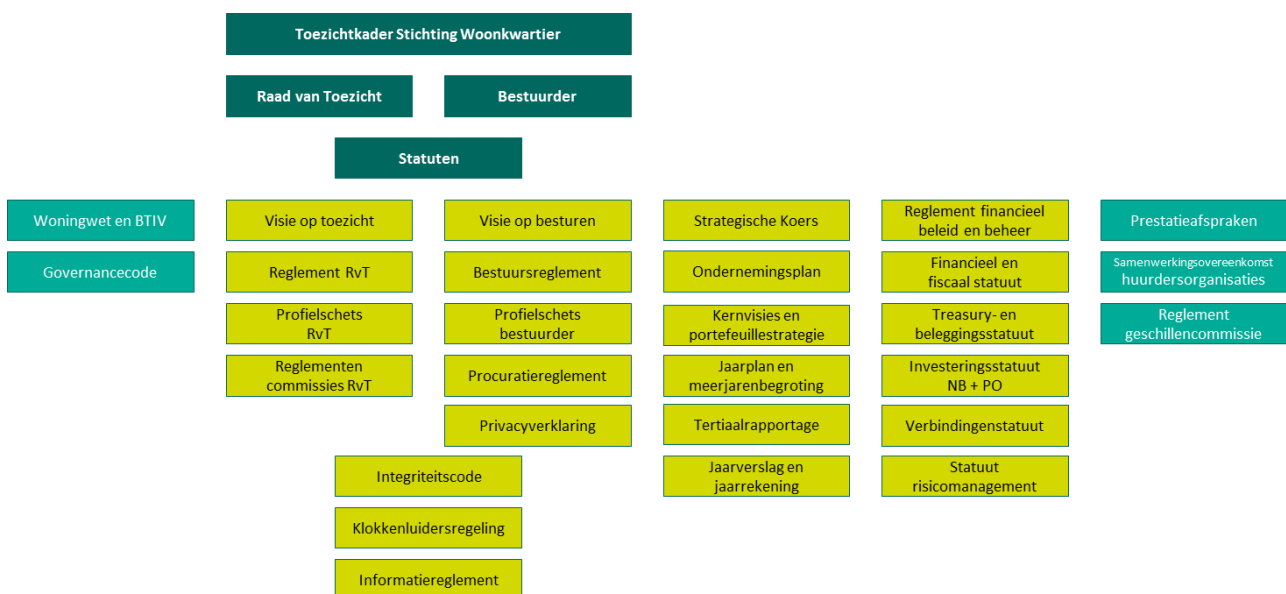 Toezichtkader Stichting Woonkwartier
Raad van Toezicht
Bestuurder
Statuten
Woningwet en BTIV
Visie op toezicht
Visie op besturen
Strategische Koers
Reglement financieel
beleid en beheer
Prestatieafspraken
Governancecode
Reglement RvT
Bestuursreglement
Ondernemingsplan
Financieel en
fiscaal statuut
Samenwerkingsovereenkomst
huurdersorganisaties
Profielschets
RvT
Profielschets
bestuurder
Kernvisies en
portefeuillestrategie
Treasury- en
beleggingsstatuut
Reglement
geschillencommissie
Reglementen
commissies RvT
Procuratiereglement
Jaarplan en
meerjarenbegroting
Investeringsstatuut
NB + PO
Privacyverklaring
Tertiaalrapportage
Verbindingenstatuut
Integriteitscode
Jaarverslag en
jaarrekening
Statuut
risicomanagement
Klokkenluidersregeling
Informatiereglement